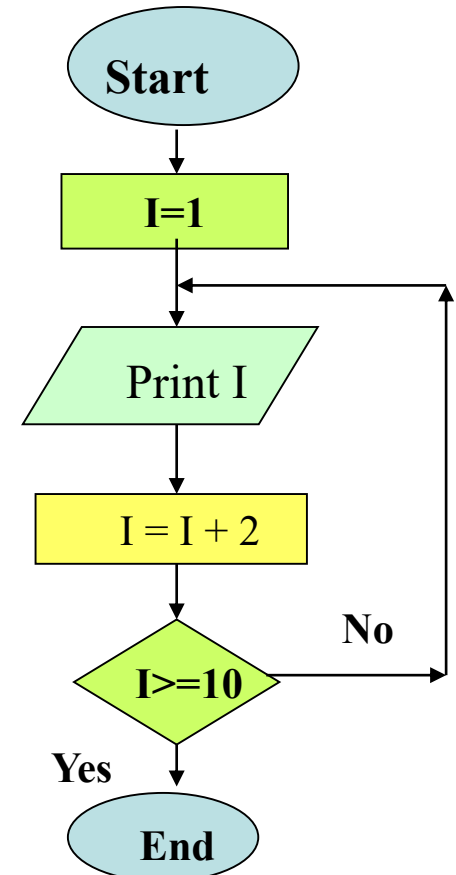 Start
I=1
Print I
I = I + 2
No
I>=10
Yes
End